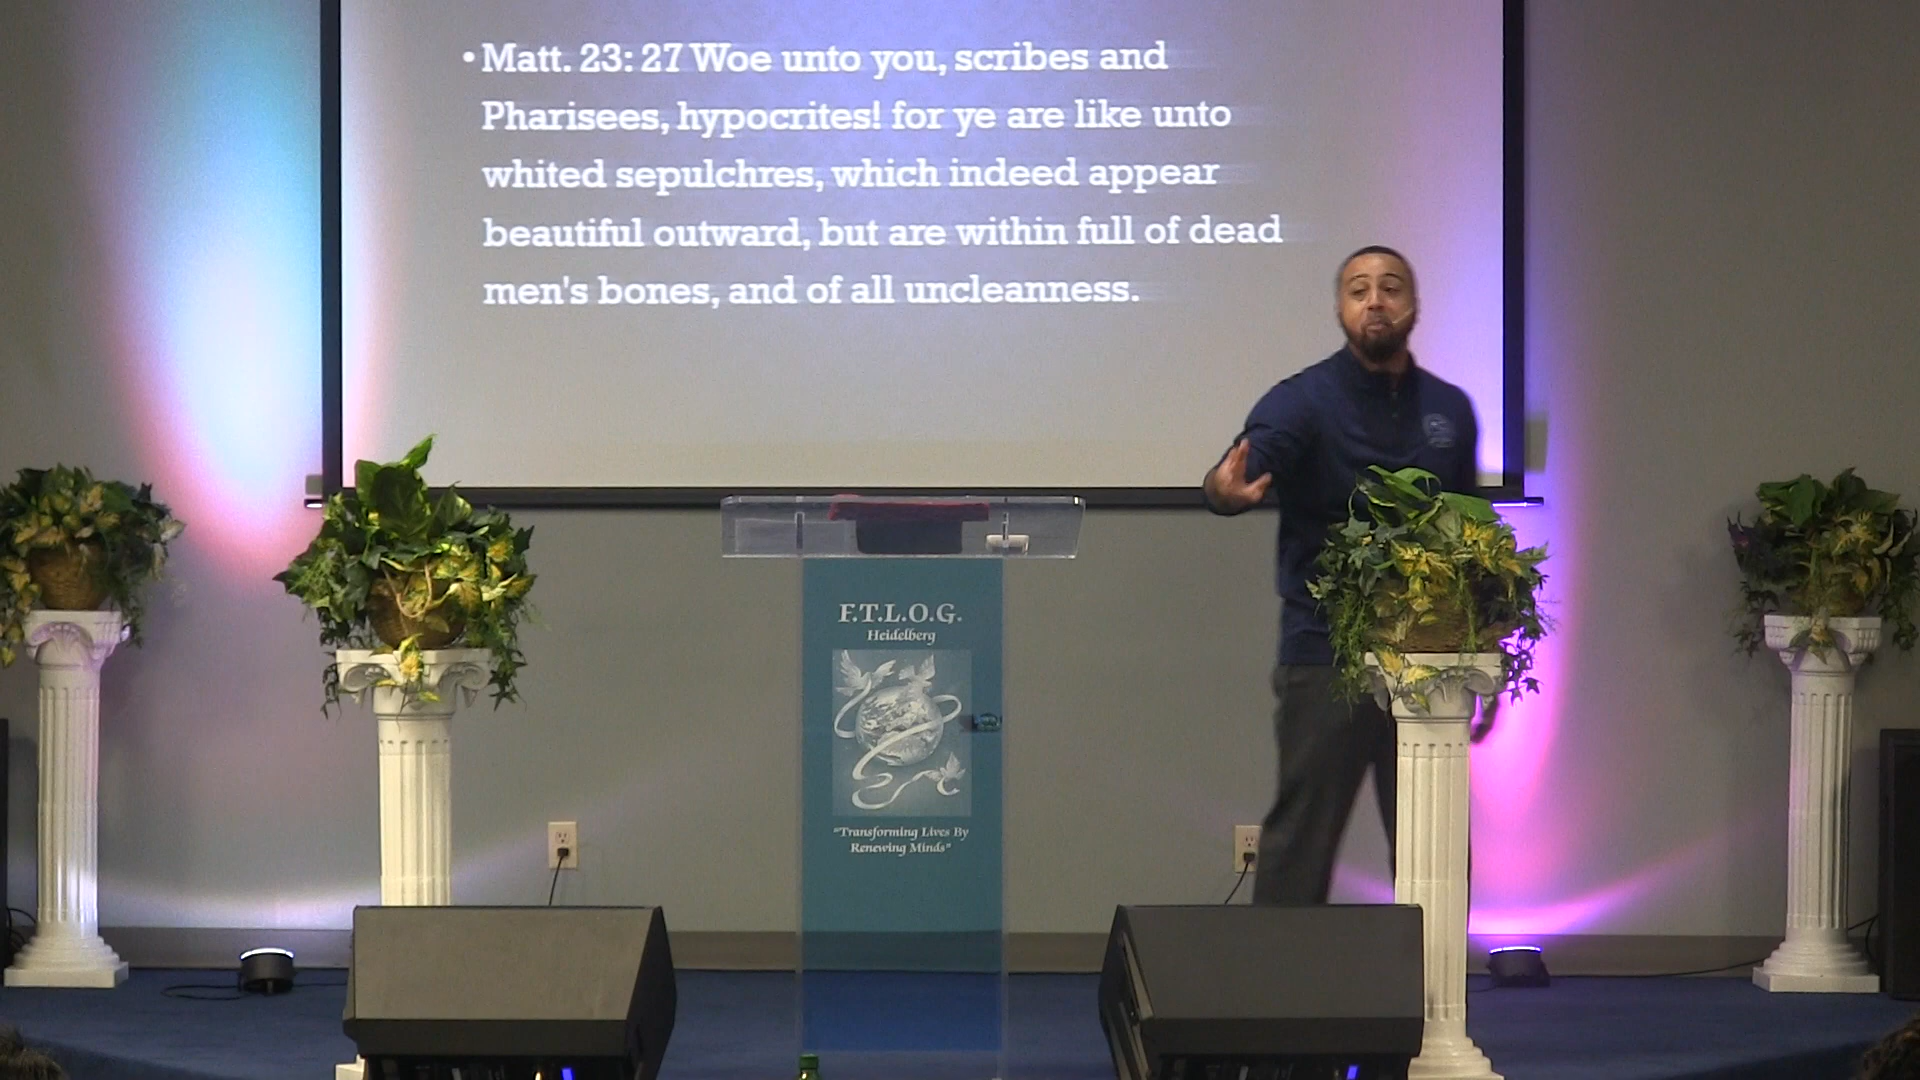 • Matt. 23: 27 Woe unto you, scribes and
Pharisees, hypocrites! for ye are like unto
whited sepulchres, which indeed appear
beautiful outward, but are within full of dead
men's bones, and of all uncleanness.
F.T.L.O.G.
Heidelberg
"Transforming Lives By
Renewing Minds"